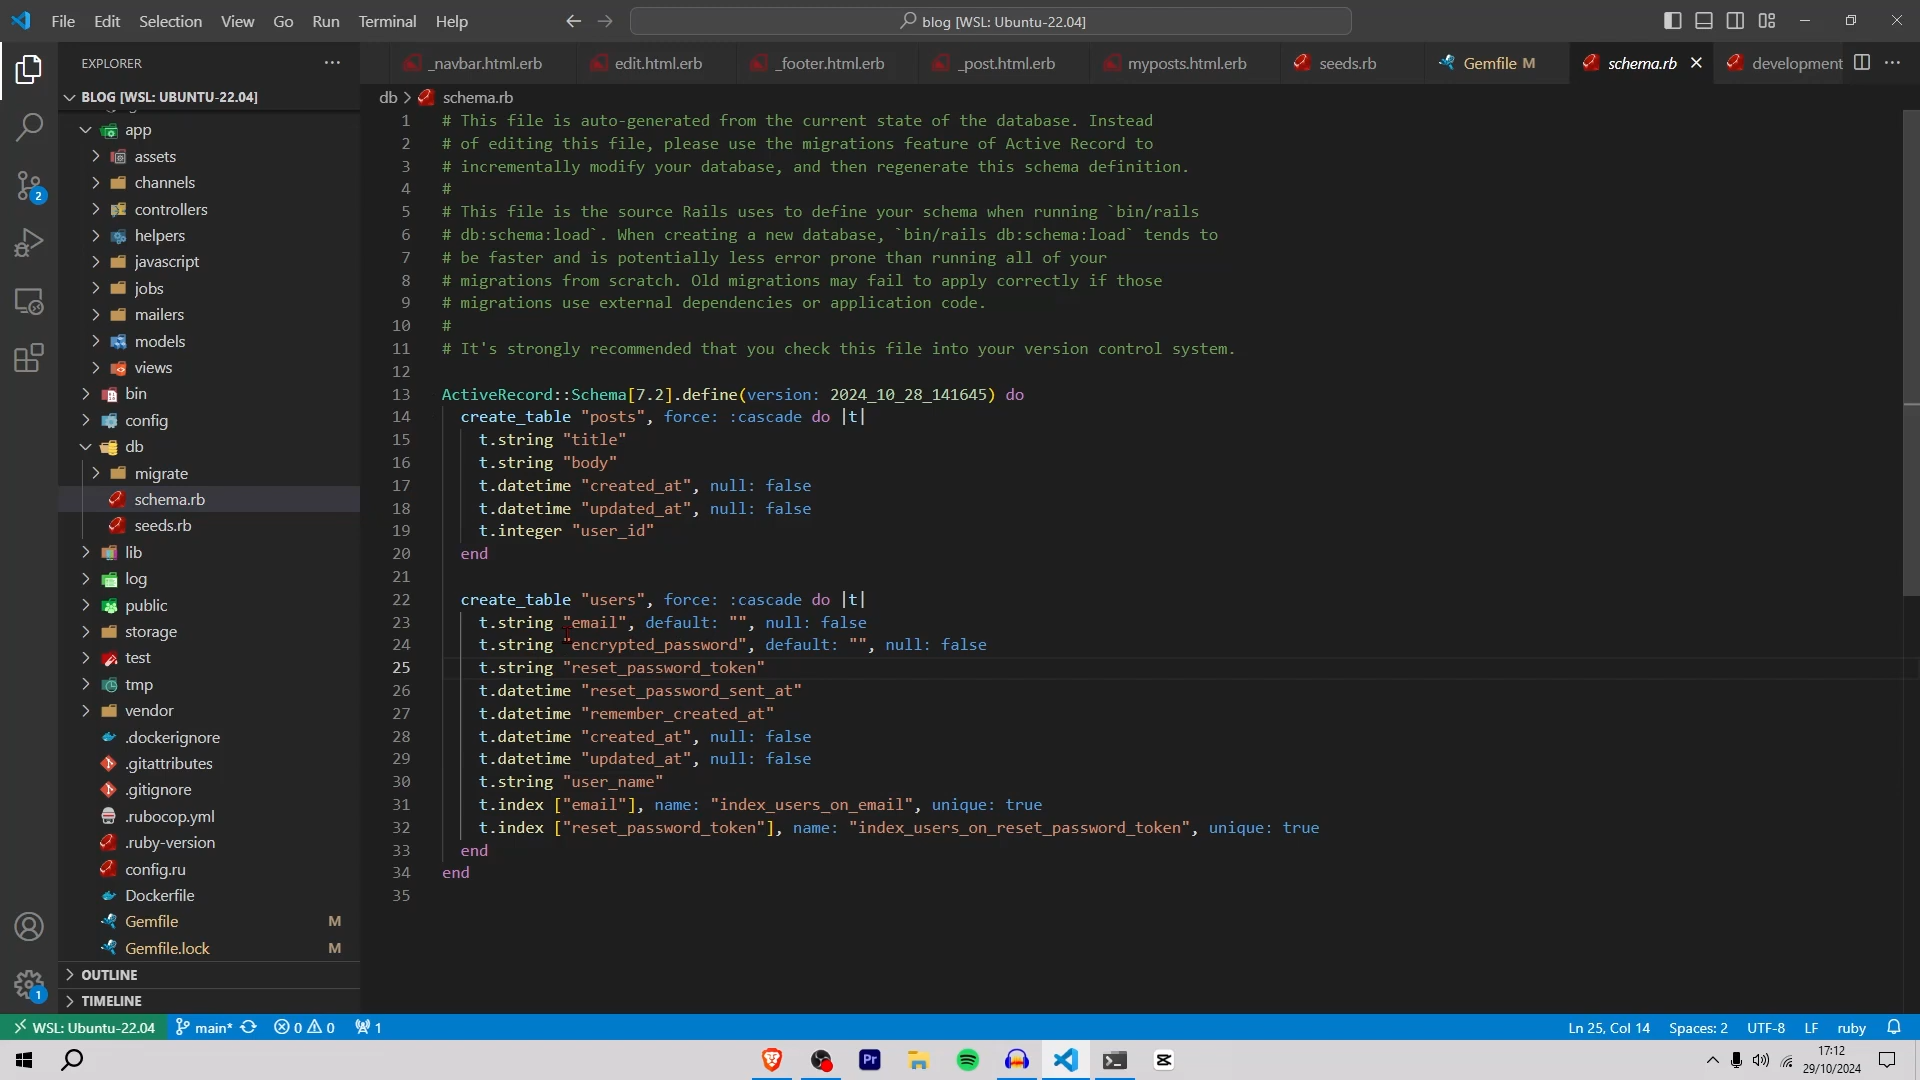 File Edit Selection View Go Run Terminal Help
blog [WSL: Ubuntu-22.04]
EXPLORER
_navbar.html.erb edit.html.erb _footer.html.erb _post.html.erb myposts.html.erb seeds.rb Gemfile M schema.rb development
BLOG [WSL: UBUNTU-22.04]
app
assets
channels
controllers
helpers
javascript
jobs
mailers
models
views
bin
config
db
migrate
schema.rb
seeds.rb
lib
log
public
storage
test
tmp
vendor
.dockerignore
.gitattributes
.gitignore
.rubocop.yml
.ruby-version
config.ru
Dockerfile
Gemfile M
Gemfile.lock M
OUTLINE
TIMELINE
2
1
db > schema.rb
1 # This file is auto-generated from the current state of the database. Instead
2 # of editing this file, please use the migrations feature of Active Record to
3 # incrementally modify your database, and then regenerate this schema definition.
4 #
5 # This file is the source Rails uses to define your schema when running `bin/rails
6 # db:schema:load`. When creating a new database, `bin/rails db:schema:load` tends to
7 # be faster and is potentially less error prone than running all of your
8 # migrations from scratch. Old migrations may fail to apply correctly if those
9 # migrations use external dependencies or application code.
10 #
11 # It's strongly recommended that you check this file into your version control system.
12
13 ActiveRecord::Schema[7.2].define(version: 2024_10_28_141645) do
14 create_table "posts", force: :cascade do |t|
15 t.string "title"
16 t.string "body"
17 t.datetime "created_at", null: false
18 t.datetime "updated_at", null: false
19 t.integer "user_id"
20 end
21
22 create_table "users", force: :cascade do |t|
23 t.string "email", default: "", null: false
24 t.string "encrypted_password", default: "", null: false
25 t.string "reset_password_token"
26 t.datetime "reset_password_sent_at"
27 t.datetime "remember_created_at"
28 t.datetime "created_at", null: false
29 t.datetime "updated_at", null: false
30 t.string "user_name"
31 t.index ["email"], name: "index_users_on_email", unique: true
32 t.index ["reset_password_token"], name: "index_users_on_reset_password_token", unique: true
33 end
34 end
35
WSL: Ubuntu-22.04 main* 0 0 1 Ln 25, Col 14 Spaces: 2 UTF-8 LF ruby
Pr
17:12
29/10/2024